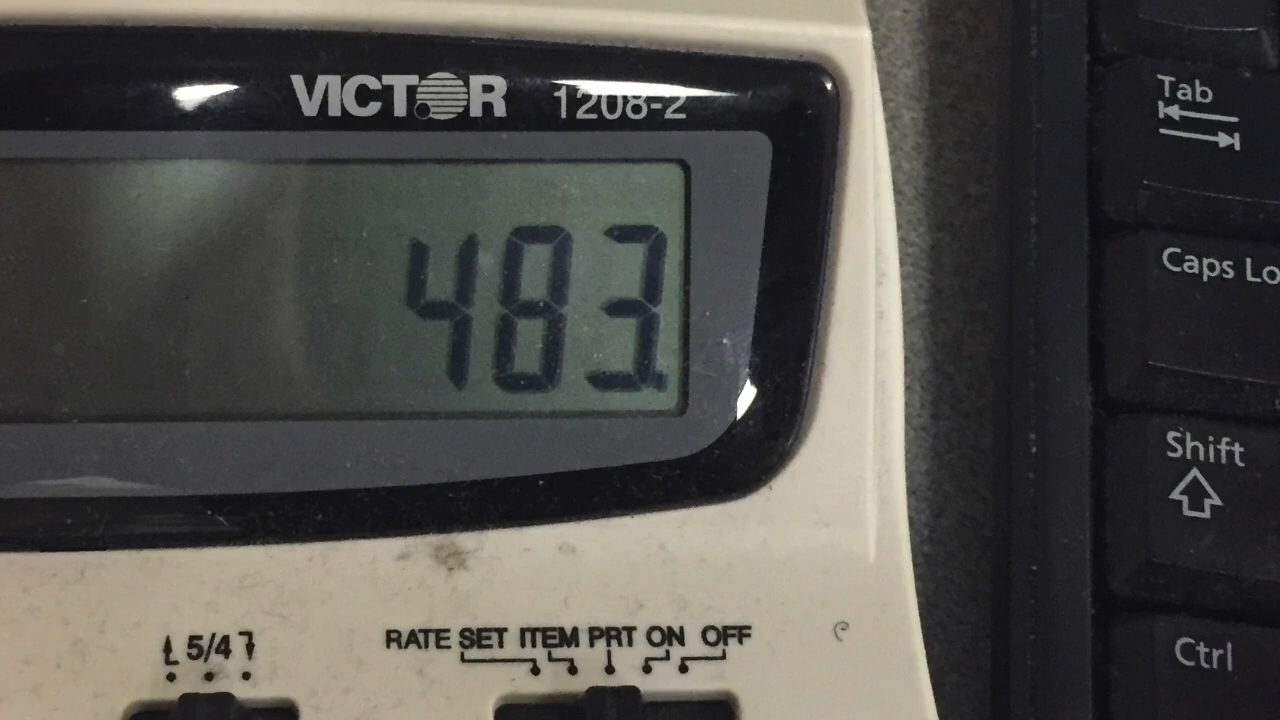 VICTOR 1208-2
483.
5/4
RATE SET ITEM PRT ON OFF
Tab
Caps Lo
Shift
Ctrl